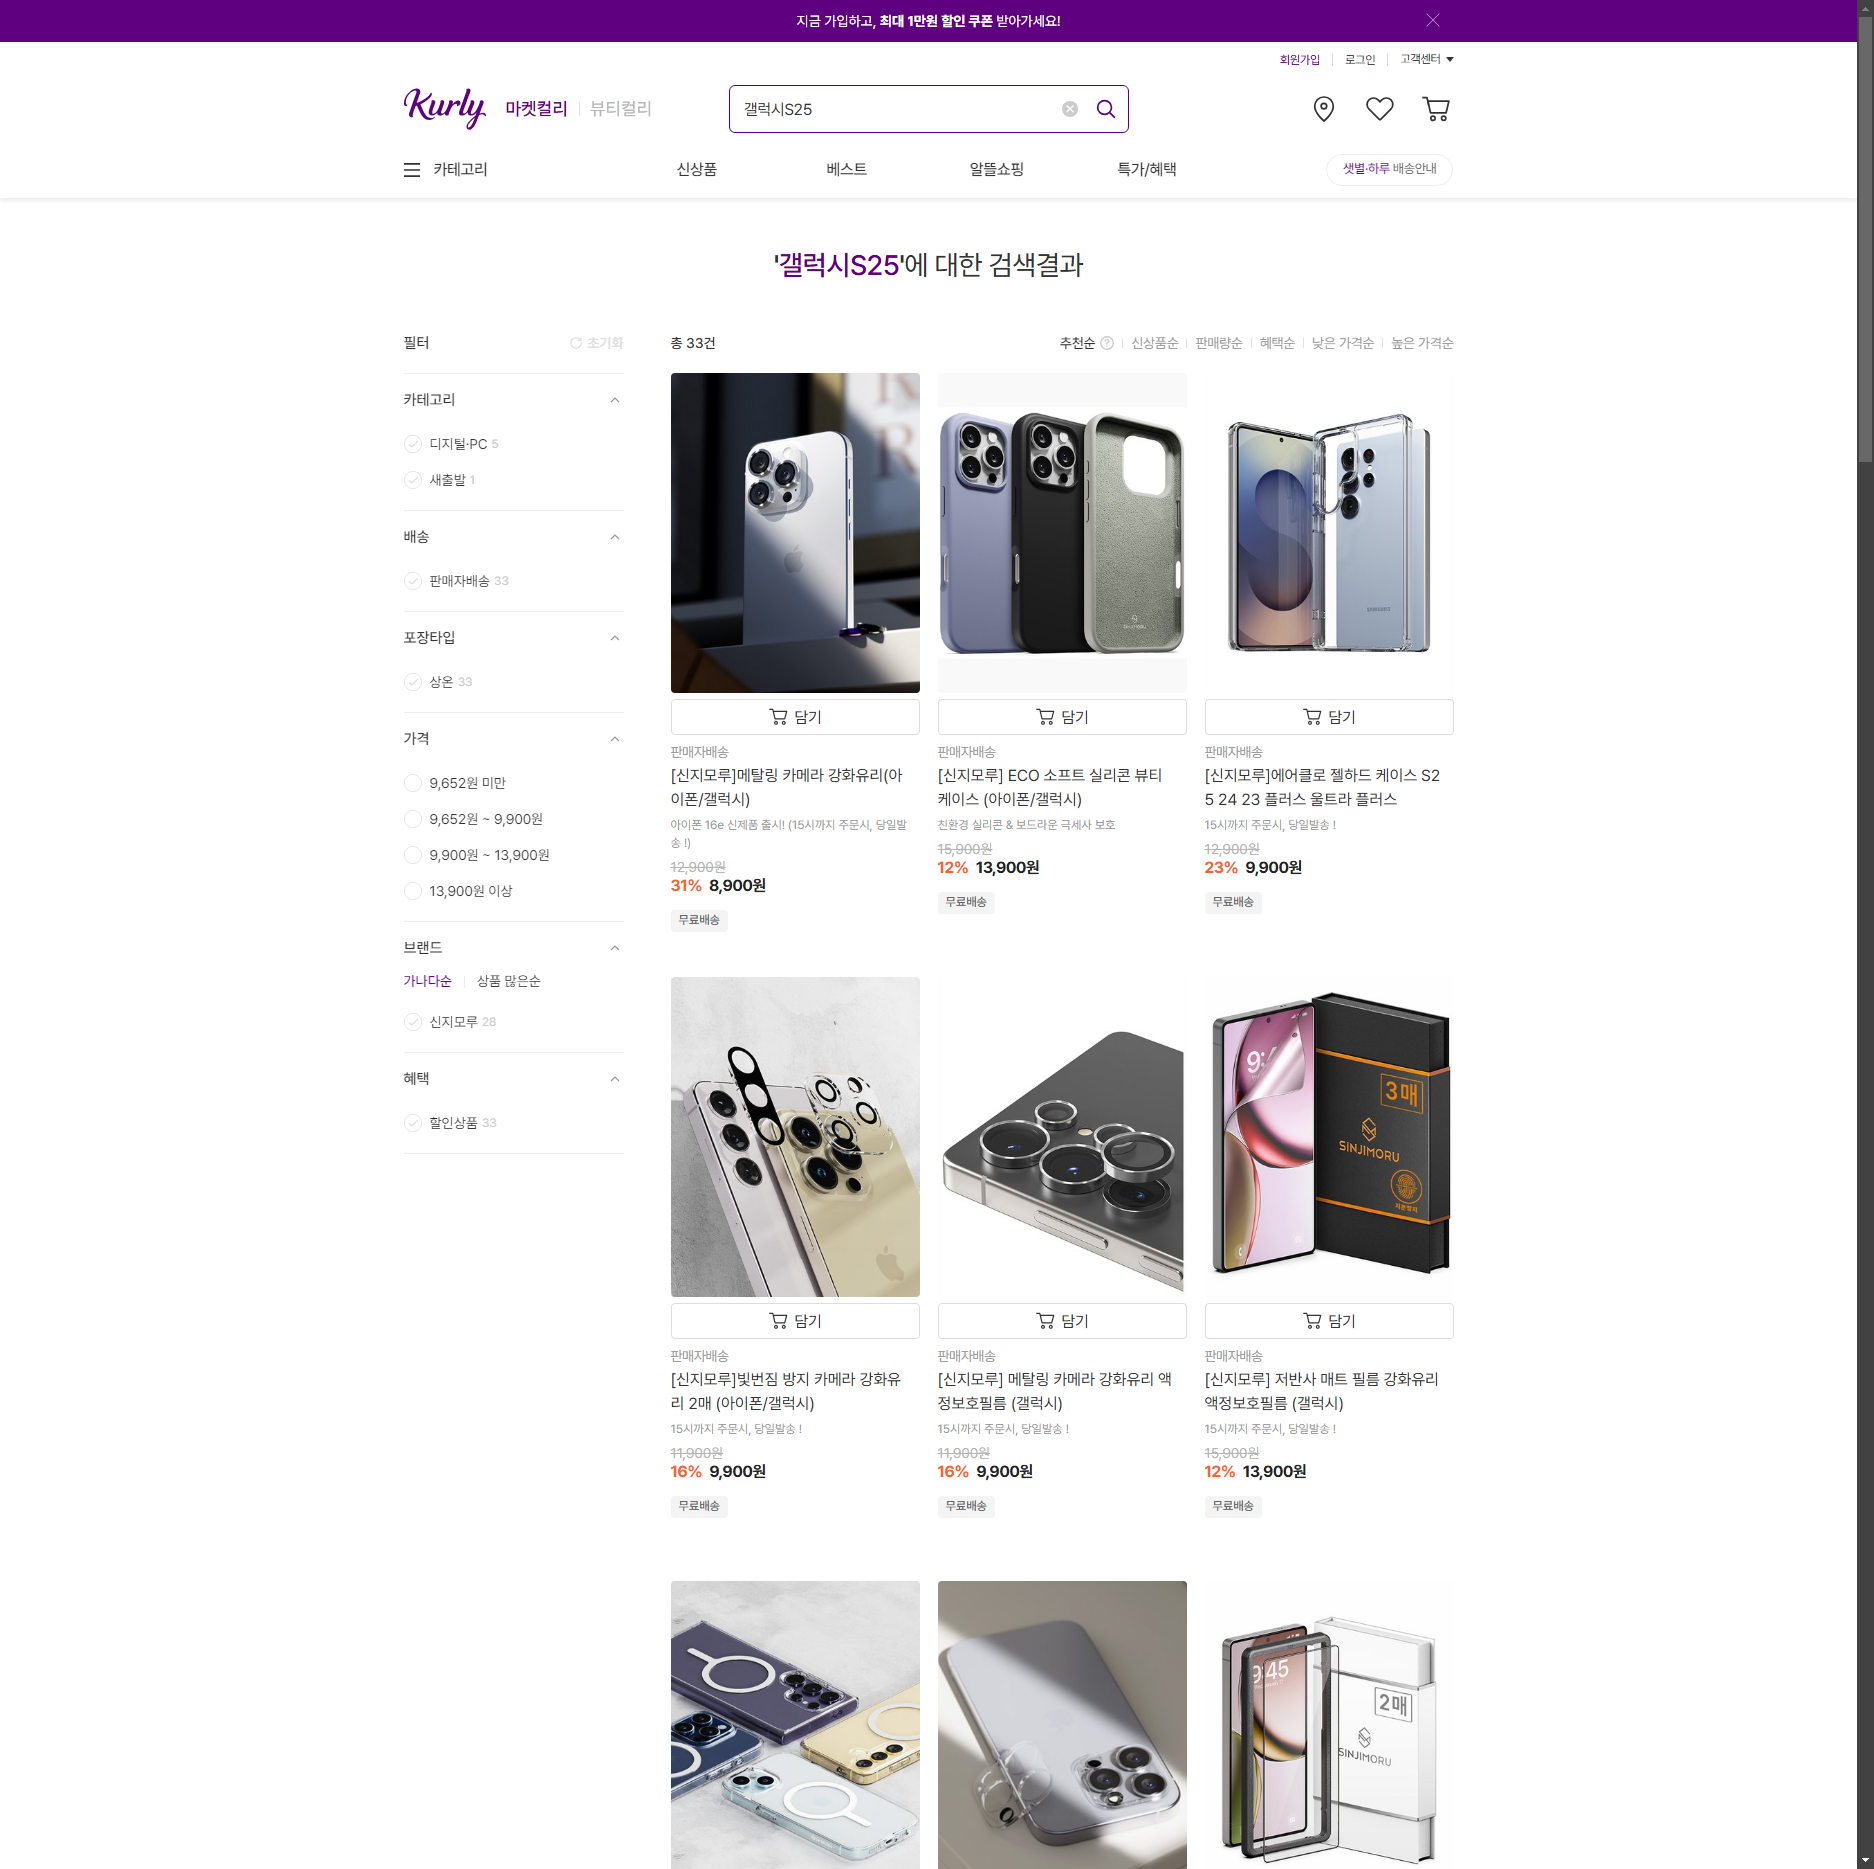 지금 가입하고, 최대 1만원 할인 쿠폰 받아가세요!
회원가입 로그인 고객센터
Kurly 마켓컬리 뷰티컬리 갤럭시S25
카테고리 신상품 베스트 알뜰쇼핑 특가/혜택 샛별·하루 배송안내
'갤럭시S25'에 대한 검색결과
필터 초기화
총 33건 추천순 ? 신상품순 판매량순 혜택순 낮은 가격순 높은 가격순
카테고리
디지털·PC 5
새출발 1
배송
판매자배송 33
포장타입
상온 33
가격
9,652원 미만
9,652원 ~ 9,900원
9,900원 ~ 13,900원
13,900원 이상
브랜드
가나다순 상품 많은순
신지모루 28
혜택
할인상품 33
담기
판매자배송
[신지모루]메탈링 카메라 강화유리(아
이폰/갤럭시)
아이폰 16e 신제품 출시! (15시까지 주문시, 당일발
송 !)
12,900원
31% 8,900원
무료배송
SINJIMORU
담기
판매자배송
[신지모루] ECO 소프트 실리콘 뷰티
케이스 (아이폰/갤럭시)
친환경 실리콘 & 보드라운 극세사 보호
15,900원
12% 13,900원
무료배송
SAMSUNG
담기
판매자배송
[신지모루]에어클로 젤하드 케이스 S2
5 24 23 플러스 울트라 플러스
15시까지 주문시, 당일발송 !
12,900원
23% 9,900원
무료배송
담기
판매자배송
[신지모루]빛번짐 방지 카메라 강화유
리 2매 (아이폰/갤럭시)
15시까지 주문시, 당일발송 !
11,900원
16% 9,900원
무료배송
담기
판매자배송
[신지모루] 메탈링 카메라 강화유리 액
정보호필름 (갤럭시)
15시까지 주문시, 당일발송 !
11,900원
16% 9,900원
무료배송
3매
SINJIMORU
지문방지
담기
판매자배송
[신지모루] 저반사 매트 필름 강화유리
액정보호필름 (갤럭시)
15시까지 주문시, 당일발송 !
15,900원
12% 13,900원
무료배송
9:45
2매
SINJIMORU